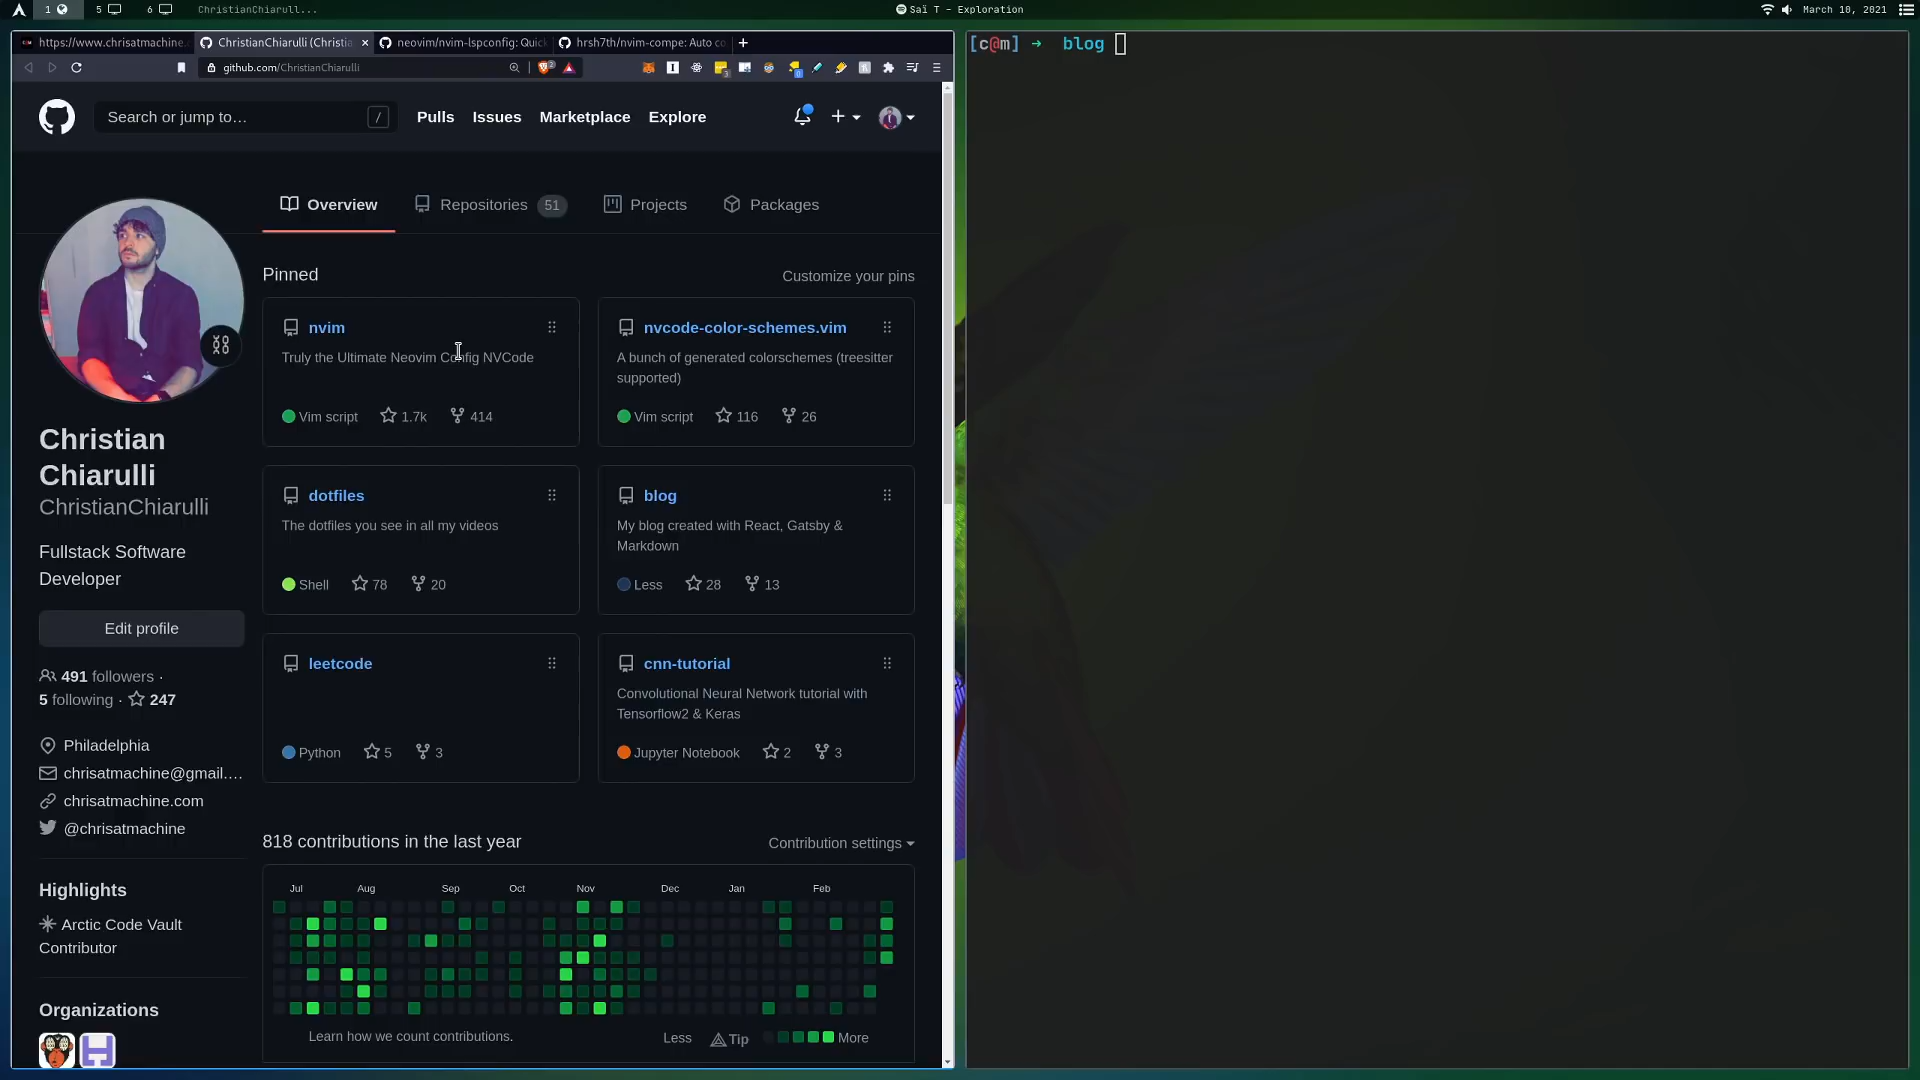 1
5
6
ChristianChiarull...
Saï T - Exploration
March 10, 2021
https://www.chrisatmachine.
ChristianChiarulli (Christia
neovim/nvim-lspconfig: Quick
hrsh7th/nvim-compe: Auto co
github.com/ChristianChiarulli
[c@m] → blog
Search or jump to…
/
Pulls
Issues
Marketplace
Explore
Overview
Repositories 51
Projects
Packages
Pinned
Customize your pins
nvim
Truly the Ultimate Neovim Config NVCode
Vim script 1.7k 414
nvcode-color-schemes.vim
A bunch of generated colorschemes (treesitter
supported)
Vim script 116 26
dotfiles
The dotfiles you see in all my videos
Shell 78 20
blog
My blog created with React, Gatsby &
Markdown
Less 28 13
leetcode
Python 5 3
cnn-tutorial
Convolutional Neural Network tutorial with
Tensorflow2 & Keras
Jupyter Notebook 2 3
Christian
Chiarulli
ChristianChiarulli
Fullstack Software
Developer
Edit profile
491 followers ·
5 following · 247
Philadelphia
chrisatmachine@gmail.…
chrisatmachine.com
@chrisatmachine
Highlights
Arctic Code Vault
Contributor
Organizations
818 contributions in the last year
Contribution settings
Jul Aug Sep Oct Nov Dec Jan Feb
Learn how we count contributions.
Less
Tip
More